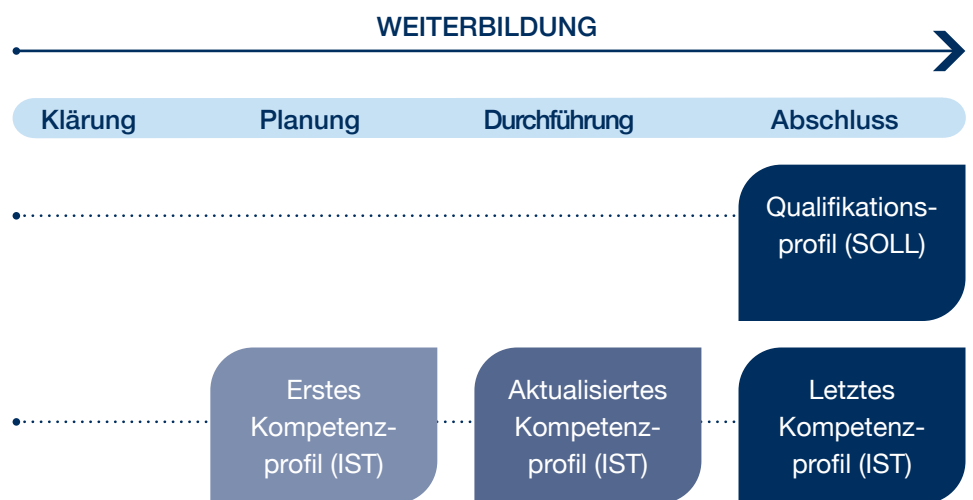 WEITERBILDUNG
Klärung Planung Durchführung Abschluss
Qualifikations-
profil (SOLL)
Erstes
Kompetenz-
profil (IST)
Aktualisiertes
Kompetenz-
profil (IST)
Letztes
Kompetenz-
profil (IST)